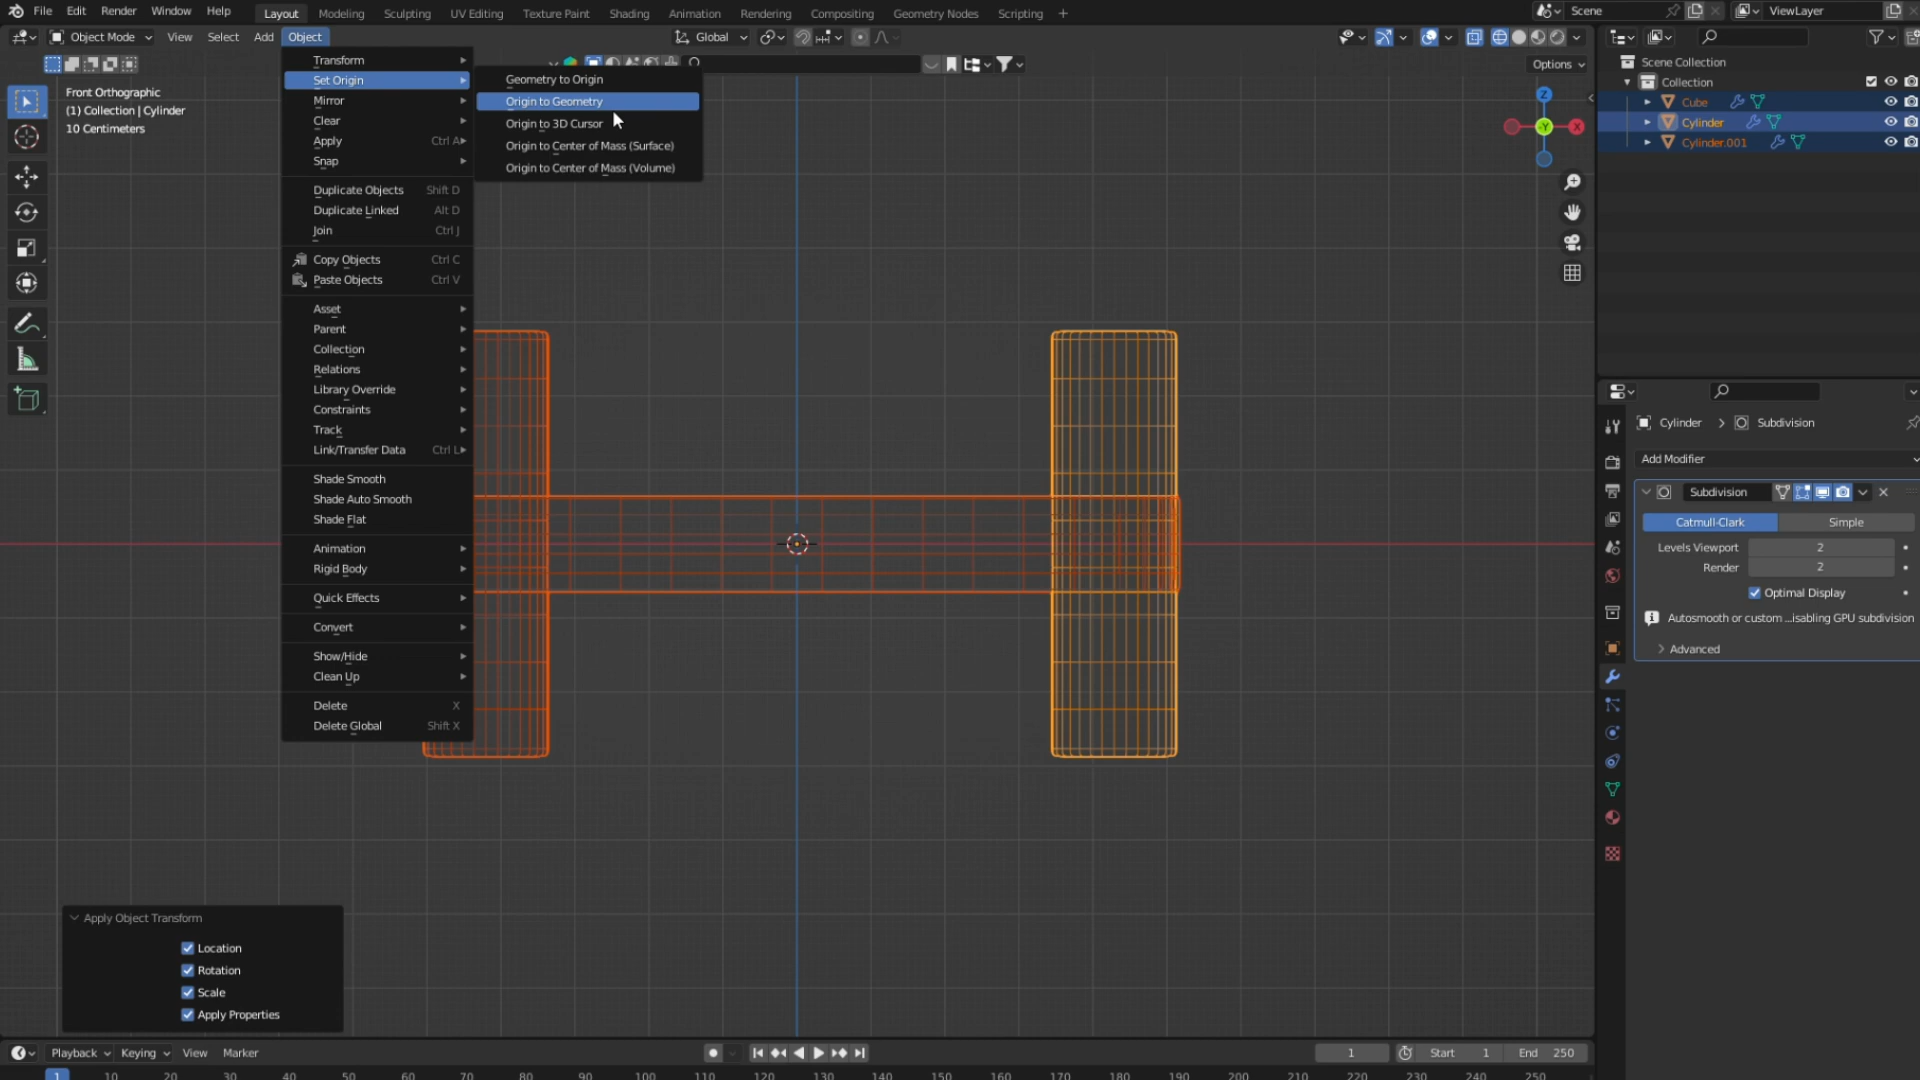 File Edit Render Window Help Layout Modeling Sculpting UV Editing Texture Paint Shading Animation Rendering Compositing Geometry Nodes Scripting + Scene ViewLayer
Object Mode View Select Add Object Global
Options
Front Orthographic
(1) Collection | Cylinder
10 Centimeters
Transform
Set Origin
Mirror
Clear
Apply Ctrl A
Snap
Duplicate Objects Shift D
Duplicate Linked Alt D
Join Ctrl J
Copy Objects Ctrl C
Paste Objects Ctrl V
Asset
Parent
Collection
Relations
Library Override
Constraints
Track
Link/Transfer Data Ctrl L
Shade Smooth
Shade Auto Smooth
Shade Flat
Animation
Rigid Body
Quick Effects
Convert
Show/Hide
Clean Up
Delete X
Delete Global Shift X
Geometry to Origin
Origin to Geometry
Origin to 3D Cursor
Origin to Center of Mass (Surface)
Origin to Center of Mass (Volume)
Z
Y
X
Scene Collection
Collection
Cube
Cylinder
Cylinder.001
Cylinder > Subdivision
Add Modifier
Subdivision
Catmull-Clark Simple
Levels Viewport 2
Render 2
Optimal Display
Autosmooth or custom ...isabling GPU subdivision
Advanced
Apply Object Transform
Location
Rotation
Scale
Apply Properties
Playback Keying View Marker 1 Start 1 End 250
1 10 20 30 40 50 60 70 80 90 100 110 120 130 140 150 160 170 180 190 200 210 220 230 240 250